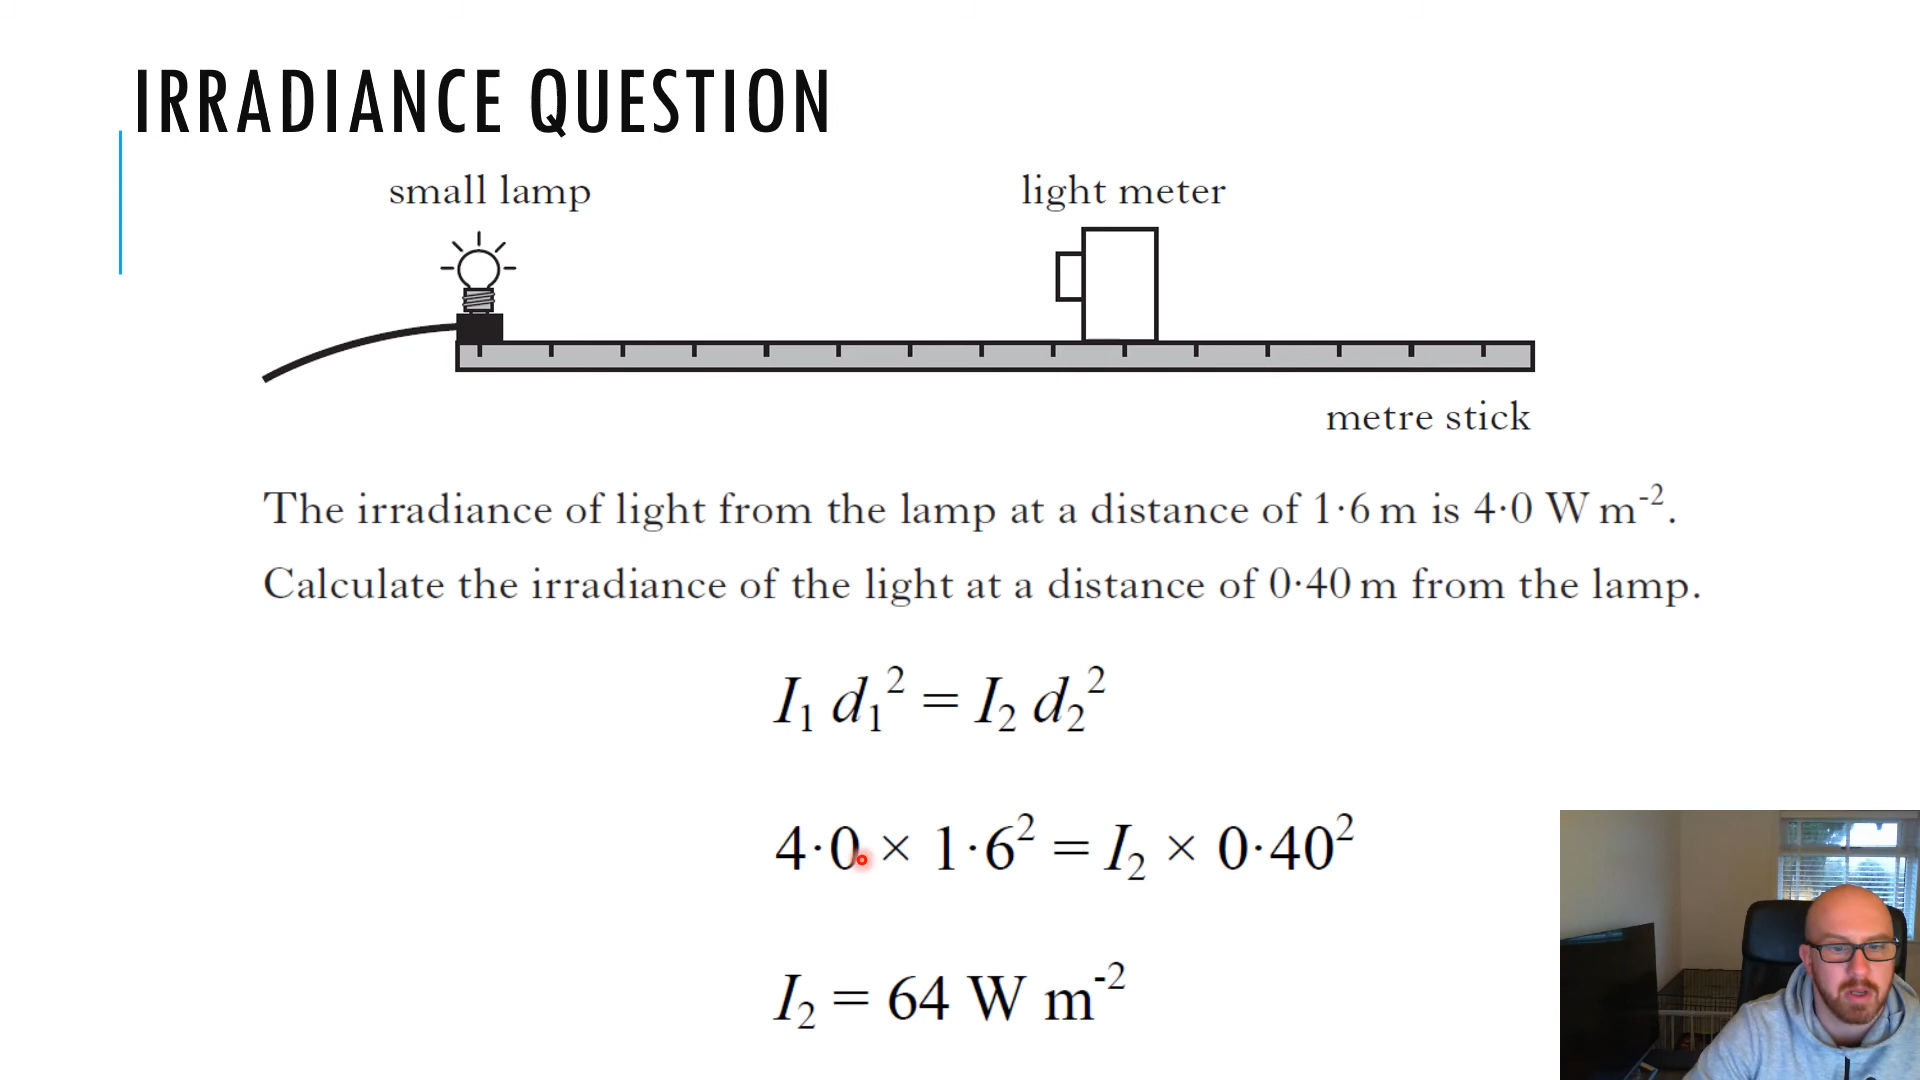 IRRADIANCE QUESTION
small lamp
light meter
metre stick
The irradiance of light from the lamp at a distance of 1·6 m is 4·0 W m⁻².
Calculate the irradiance of the light at a distance of 0·40 m from the lamp.
I₁ d₁² = I₂ d₂²
4·0 × 1·6² = I₂ × 0·40²
I₂ = 64 W m⁻²